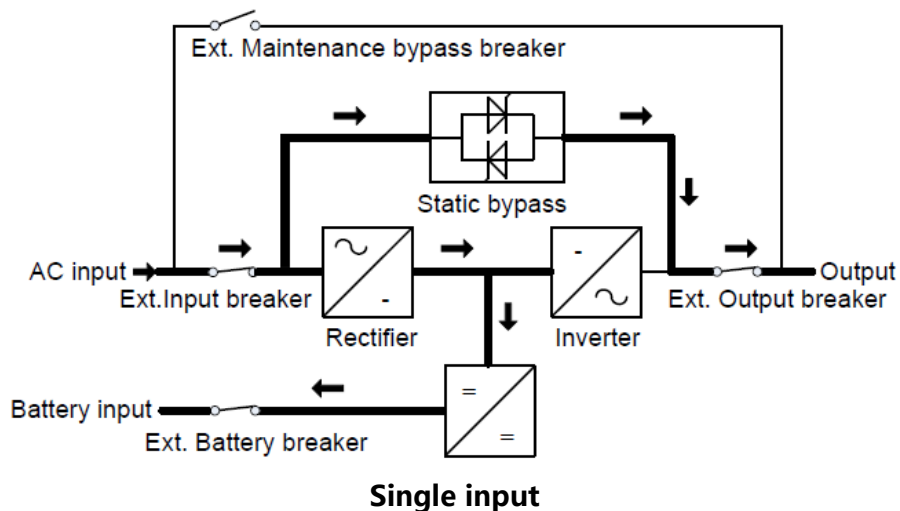 Ext. Maintenance bypass breaker
Static bypass
AC input
Output
Ext.Input breaker
Ext. Output breaker
Rectifier
-
-
Inverter
=
=
Battery input
Ext. Battery breaker
Single input